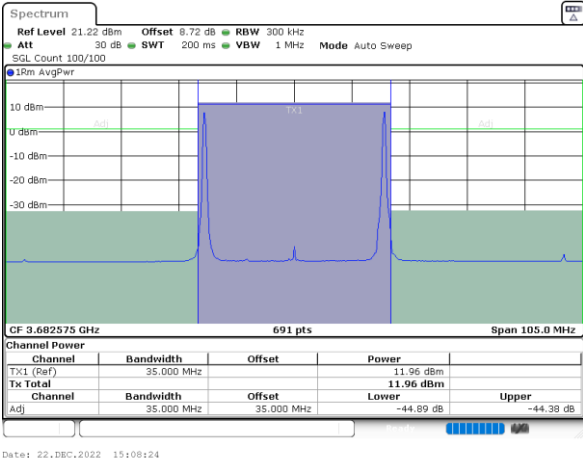 Spectrum
Ref Level 21.22 dBm Offset 8.72 dB RBW 300 kHz
Att 30 dB SWT 200 ms VBW 1 MHz Mode Auto Sweep
SGL Count 100/100
1Rm AvgPwr
TX1
10 dBm
Adj Adj
0 dBm
-10 dBm
-20 dBm
-30 dBm
CF 3.682575 GHz 691 pts Span 105.0 MHz
Channel Power
Channel Bandwidth Offset Power
TX1 (Ref) 35.000 MHz 11.96 dBm
Tx Total 11.96 dBm
Channel Bandwidth Offset Lower Upper
Adj 35.000 MHz 35.000 MHz -44.89 dB -44.38 dB
Ready
Date: 22.DEC.2022 15:08:24